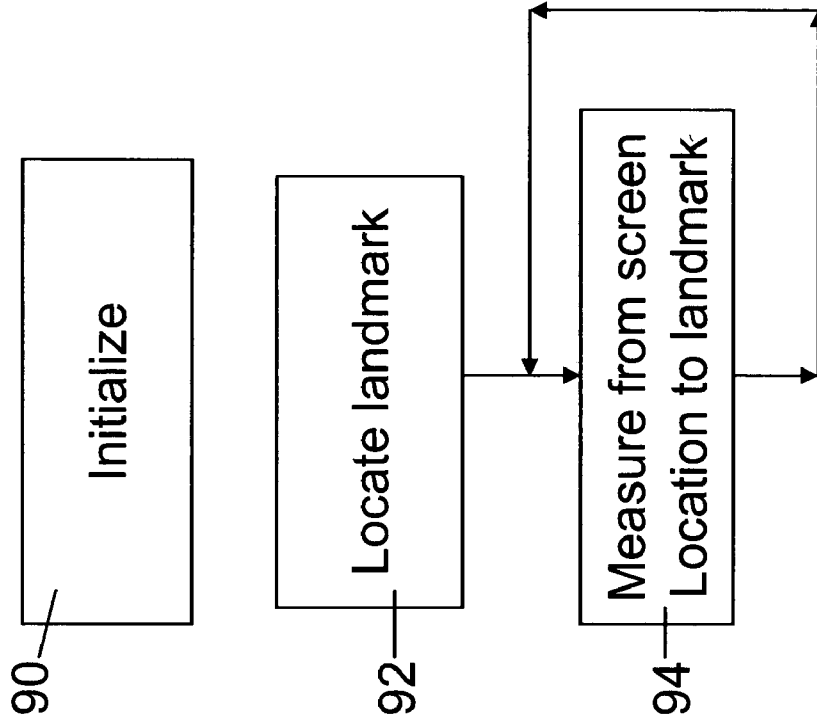 90
Initialize
92
Locate landmark
94
Measure from screen
Location to landmark